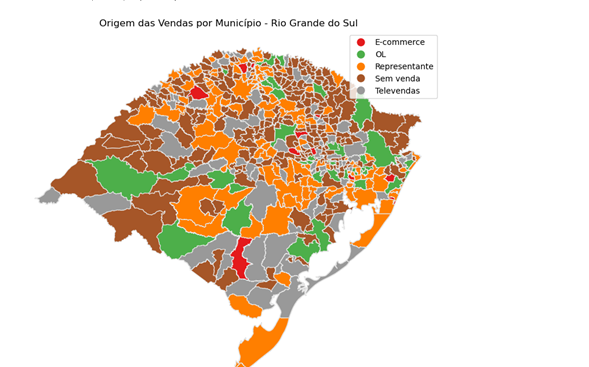 Origem das Vendas por Município - Rio Grande do Sul
E-commerce
OL
Representante
Sem venda
Televendas